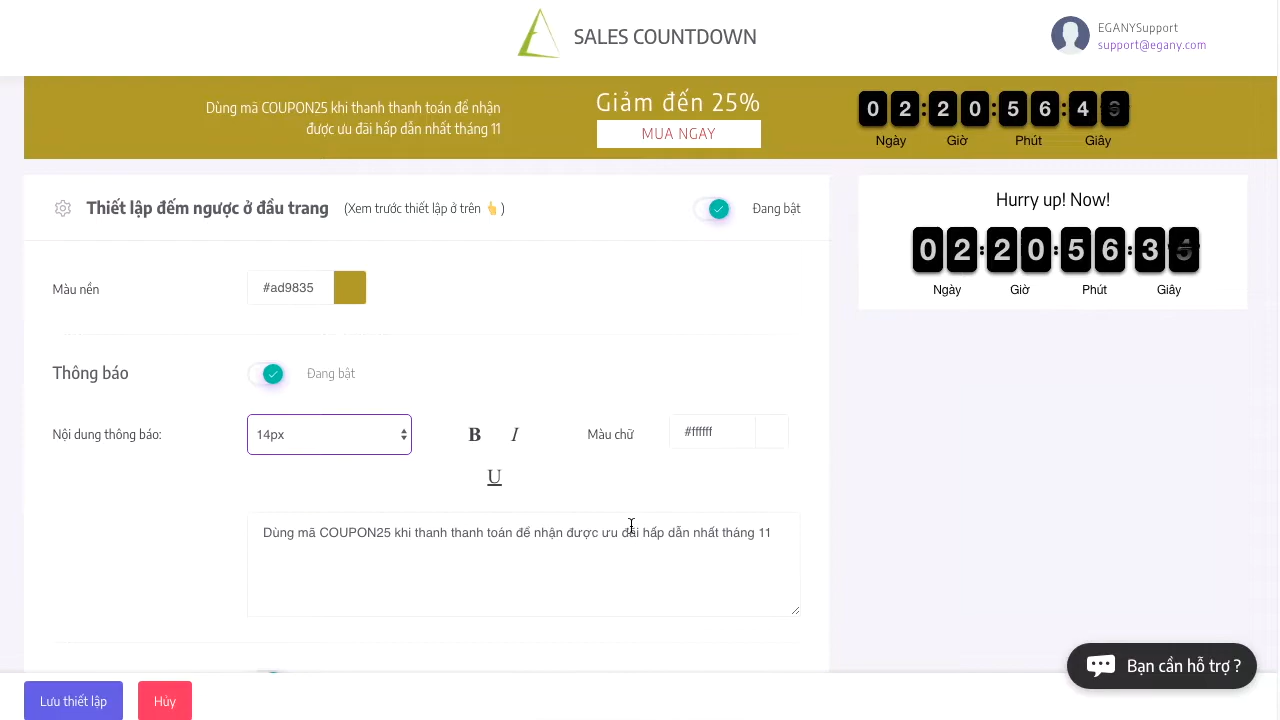 SALES COUNTDOWN
EGANYSupport
support@egany.com
Dùng mã COUPON25 khi thanh thanh toán để nhận
được ưu đãi hấp dẫn nhất tháng 11
Giảm đến 25%
MUA NGAY
0 2 : 2 0 : 5 6 : 4
Ngày Giờ Phút Giây
Thiết lập đếm ngược ở đầu trang (Xem trước thiết lập ở trên 👆)
Đang bật
Hurry up! Now!
0 2 : 2 0 : 5 6 : 3
Ngày Giờ Phút Giây
Màu nền
#ad9835
Thông báo
Đang bật
Nội dung thông báo:
14px
B I
U
Màu chữ
#ffffff
Dùng mã COUPON25 khi thanh thanh toán để nhận được ưu đãi hấp dẫn nhất tháng 11
Lưu thiết lập
Hủy
Bạn cần hỗ trợ ?